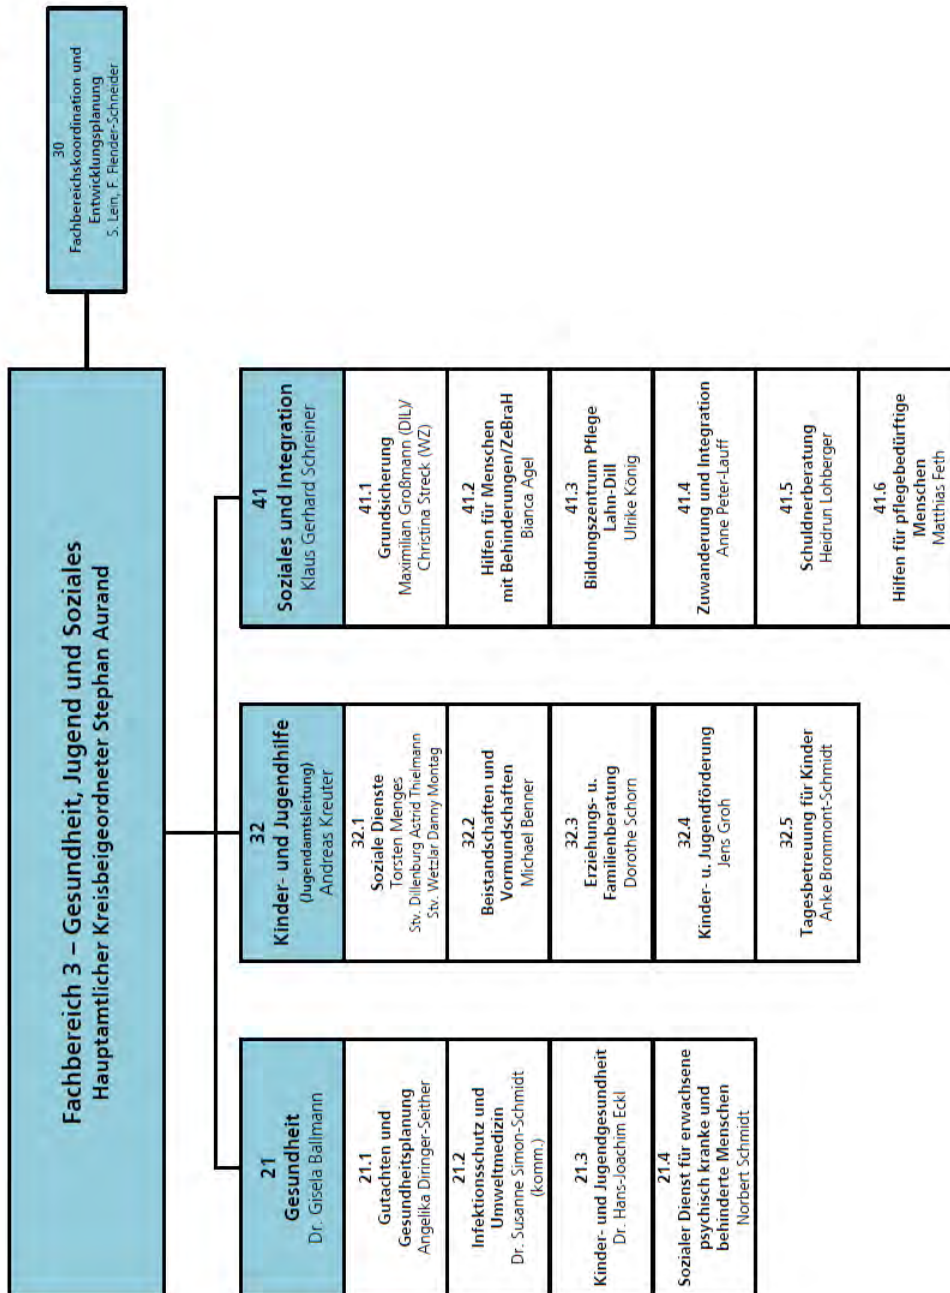 Fachbereich 3 – Gesundheit, Jugend und Soziales
Hauptamtlicher Kreisbeigeordneter Stephan Aurand
30
Fachbereichskoordination und
Entwicklungsplanung
S. Lein, F. Flender-Schneider
21
Gesundheit
Dr. Gisela Ballmann
21.1
Gutachten und
Gesundheitsplanung
Angelika Diringer-Seither
21.2
Infektionsschutz und
Umweltmedizin
Dr. Susanne Simon-Schmidt
(komm.)
21.3
Kinder- und Jugendgesundheit
Dr. Hans-Joachim Eckl
21.4
Sozialer Dienst für erwachsene
psychisch kranke und
behinderte Menschen
Norbert Schmidt
32
Kinder- und Jugendhilfe
(Jugendamtsleitung)
Andreas Kreuter
32.1
Soziale Dienste
Torsten Menges
Stv. Dillenburg Astrid Thielmann
Stv. Wetzlar Danny Montag
32.2
Beistandschaften und
Vormundschaften
Michael Benner
32.3
Erziehungs- u.
Familienberatung
Dorothe Schorn
32.4
Kinder- u. Jugendförderung
Jens Groh
32.5
Tagesbetreuung für Kinder
Anke Brommont-Schmidt
41
Soziales und Integration
Klaus Gerhard Schreiner
41.1
Grundsicherung
Maximilian Großmann (DIL)/
Christina Streck (WZ)
41.2
Hilfen für Menschen
mit Behinderungen/ZeBraH
Bianca Agel
41.3
Bildungszentrum Pflege
Lahn-Dill
Ulrike König
41.4
Zuwanderung und Integration
Anne Peter-Lauff
41.5
Schuldnerberatung
Heidrun Lohberger
41.6
Hilfen für pflegebedürftige
Menschen
Matthias Feth